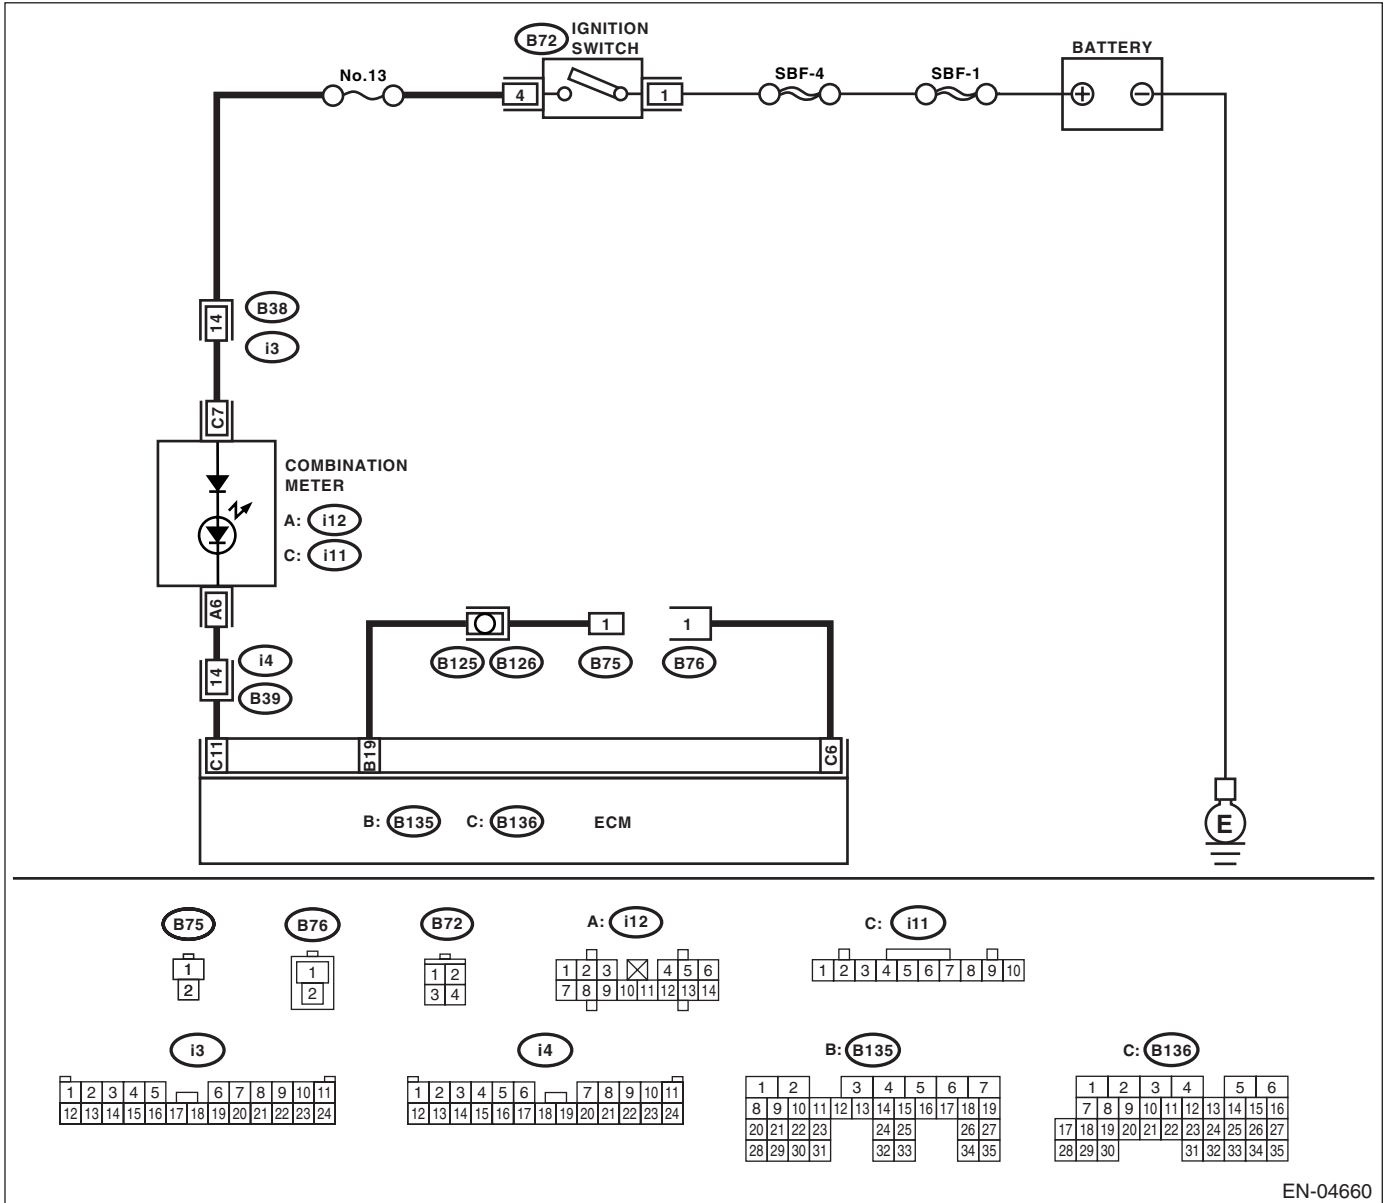 B72 IGNITION
SWITCH
BATTERY
No.13
4
1
SBF-4
SBF-1
14
B38
i3
C7
COMBINATION
METER
A: i12
C: i11
A6
14
i4
B39
1
1
B125 B126 B75 B76
C11
B19
C6
B: B135 C: B136 ECM
E
B75
1
2
B76
1
2
B72
1 2
3 4
A: i12
1 2 3 4 5 6
7 8 9 10 11 12 13 14
C: i11
1 2 3 4 5 6 7 8 9 10
i3
1 2 3 4 5 6 7 8 9 10 11
12 13 14 15 16 17 18 19 20 21 22 23 24
i4
1 2 3 4 5 6 7 8 9 10 11
12 13 14 15 16 17 18 19 20 21 22 23 24
B: B135
1 2 3 4 5 6 7
8 9 10 11 12 13 14 15 16 17 18 19
20 21 22 23 24 25 26 27
28 29 30 31 32 33 34 35
C: B136
1 2 3 4 5 6
7 8 9 10 11 12 13 14 15 16
17 18 19 20 21 22 23 24 25 26 27
28 29 30 31 32 33 34 35
EN-04660